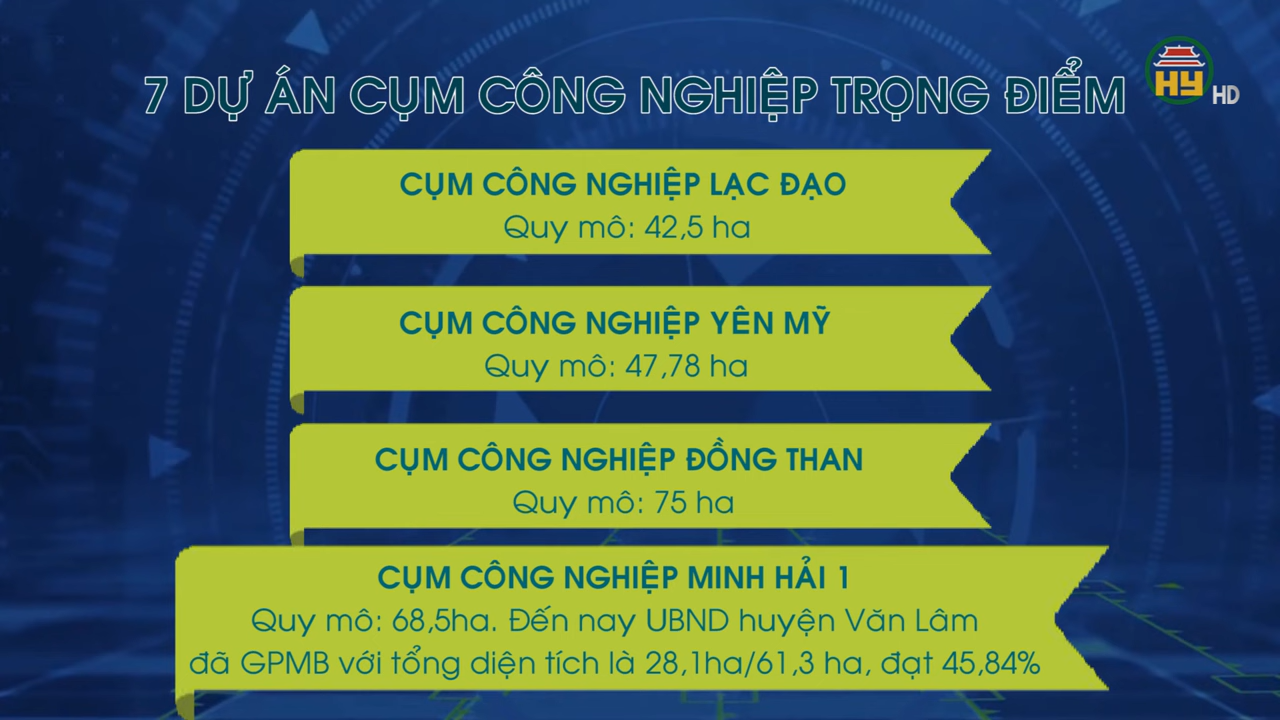 7 DỰ ÁN CỤM CÔNG NGHIỆP TRỌNG ĐIỂM
HY HD
CỤM CÔNG NGHIỆP LẠC ĐẠO
Quy mô: 42,5 ha
CỤM CÔNG NGHIỆP YÊN MỸ
Quy mô: 47,78 ha
CỤM CÔNG NGHIỆP ĐỒNG THAN
Quy mô: 75 ha
CỤM CÔNG NGHIỆP MINH HẢI 1
Quy mô: 68,5ha. Đến nay UBND huyện Văn Lâm
đã GPMB với tổng diện tích là 28,1ha/61,3 ha, đạt 45,84%